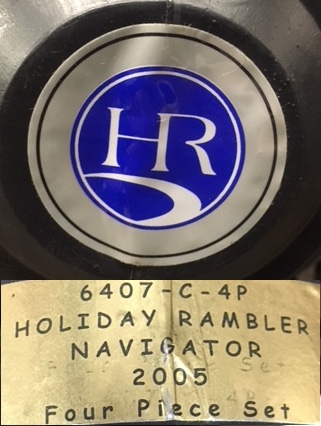 HR
6407-C-4P
HOLIDAY RAMBLER
NAVIGATOR
2005
Four Piece Set